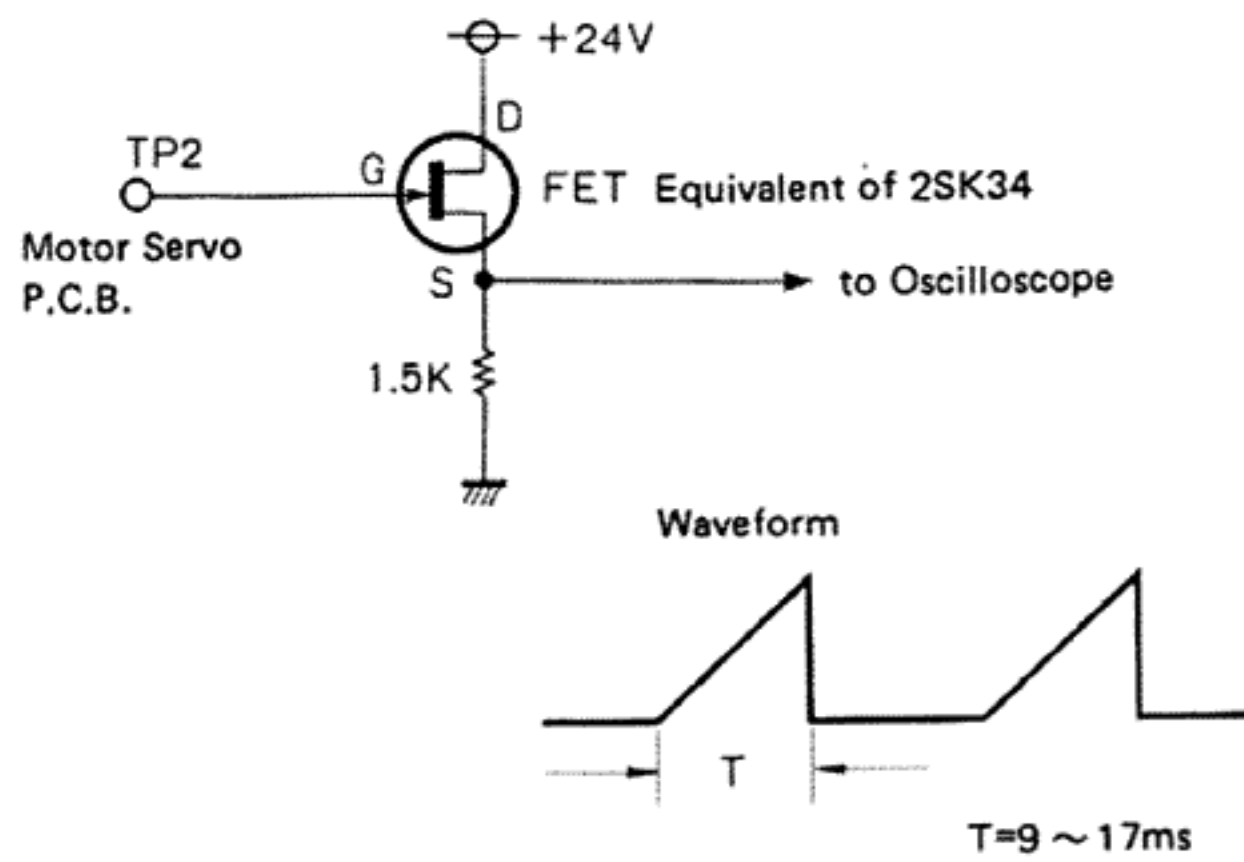 +24V
D
TP2
G
FET Equivalent of 2SK34
Motor Servo
P.C.B.
S
to Oscilloscope
1.5K
Waveform
T
T=9 ~ 17ms